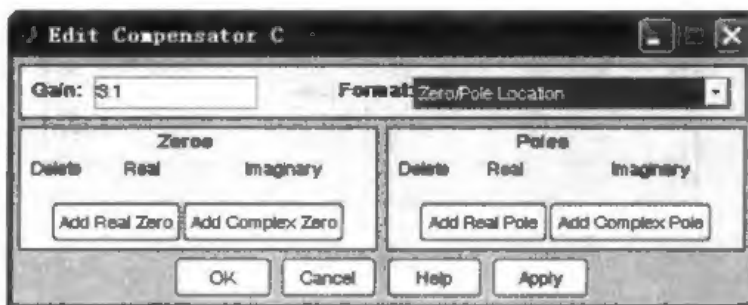 Edit Compensator C
Gain: Format: Zero/Pole Location
Zeros
Delete Real Imaginary
Add Real Zero Add Complex Zero
Poles
Delete Real Imaginary
Add Real Pole Add Complex Pole
OK Cancel Help Apply